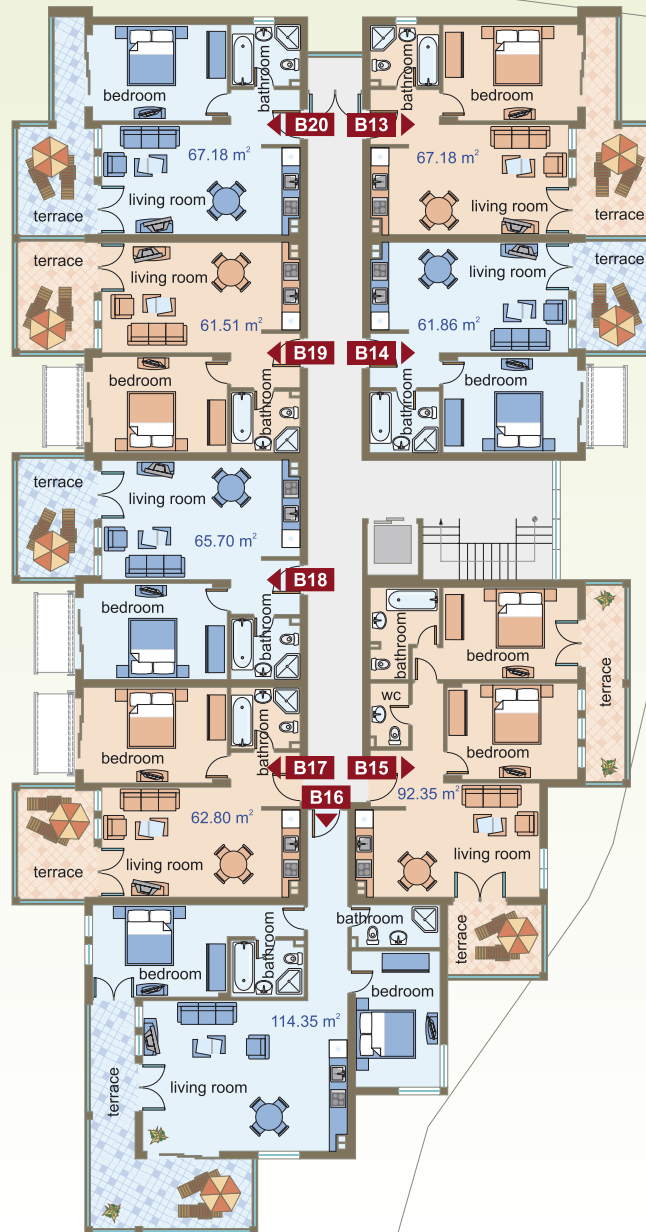 bedroom
bathroom
bathroom
bedroom
B20
B13
67.18 m²
67.18 m²
living room
living room
terrace
terrace
terrace
living room
living room
terrace
61.51 m²
61.86 m²
B19
B14
bedroom
bathroom
bathroom
bedroom
terrace
living room
65.70 m²
B18
bedroom
bathroom
bathroom
bedroom
terrace
wc
bedroom
bathroom
bedroom
B17
B15
B16
62.80 m²
92.35 m²
living room
living room
terrace
terrace
bathroom
bathroom
bedroom
bedroom
114.35 m²
living room
terrace